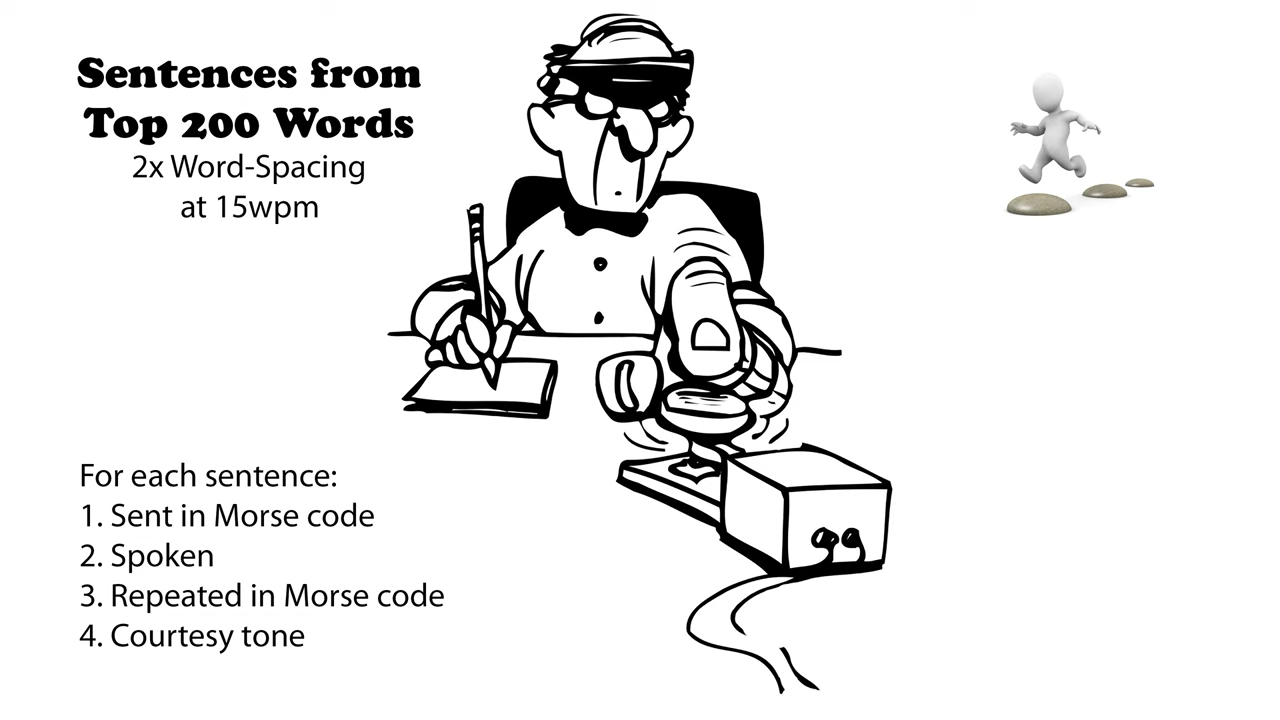 Sentences from
Top 200 Words
2x Word-Spacing
at 15wpm
For each sentence:
1. Sent in Morse code
2. Spoken
3. Repeated in Morse code
4. Courtesy tone